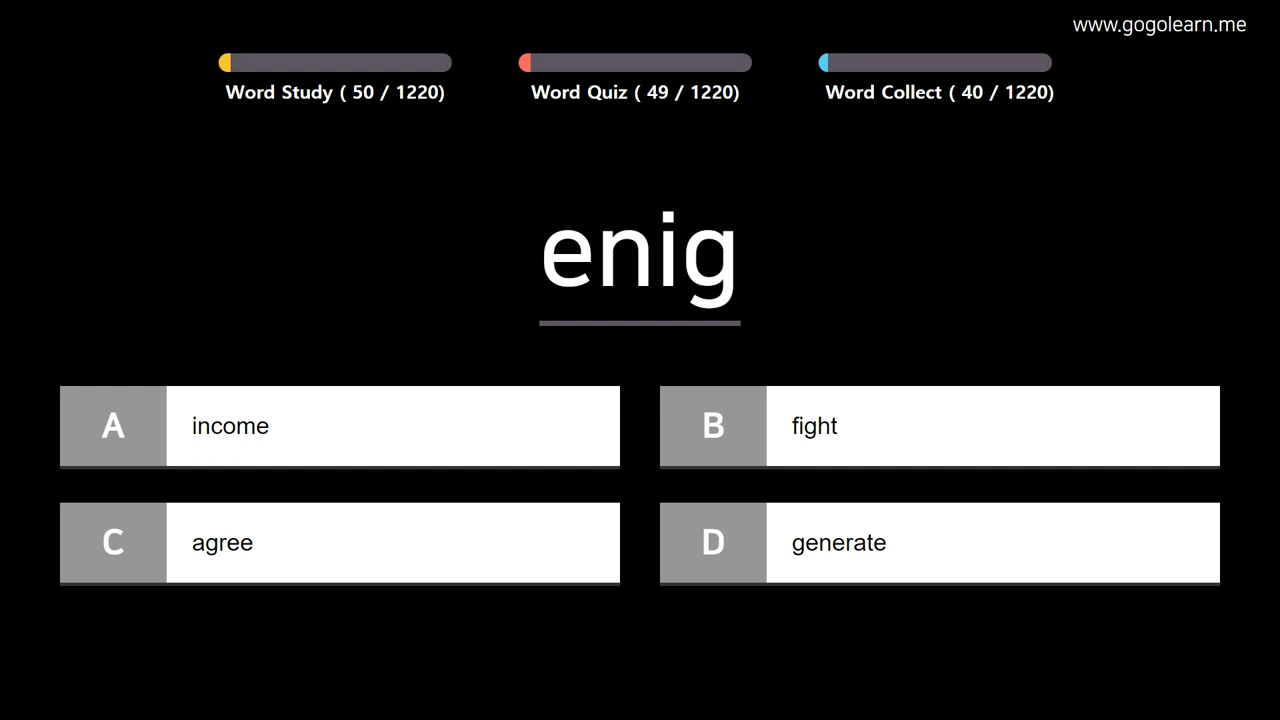 www.gogolearn.me
Word Study ( 50 / 1220)
Word Quiz ( 49 / 1220)
Word Collect ( 40 / 1220)
enig
A income
B fight
C agree
D generate